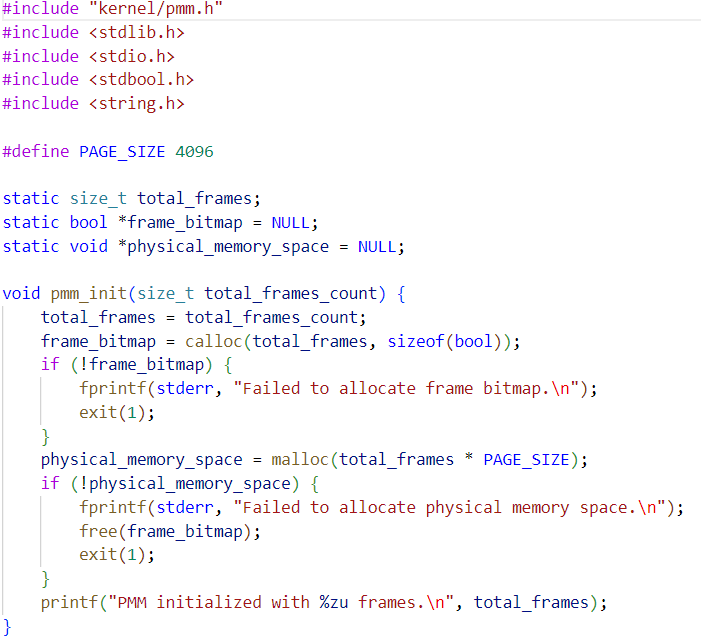 #include "kernel/pmm.h"
#include <stdlib.h>
#include <stdio.h>
#include <stdbool.h>
#include <string.h>

#define PAGE_SIZE 4096

static size_t total_frames;
static bool *frame_bitmap = NULL;
static void *physical_memory_space = NULL;

void pmm_init(size_t total_frames_count) {
    total_frames = total_frames_count;
    frame_bitmap = calloc(total_frames, sizeof(bool));
    if (!frame_bitmap) {
        fprintf(stderr, "Failed to allocate frame bitmap.\n");
        exit(1);
    }
    physical_memory_space = malloc(total_frames * PAGE_SIZE);
    if (!physical_memory_space) {
        fprintf(stderr, "Failed to allocate physical memory space.\n");
        free(frame_bitmap);
        exit(1);
    }
    printf("PMM initialized with %zu frames.\n", total_frames);
}